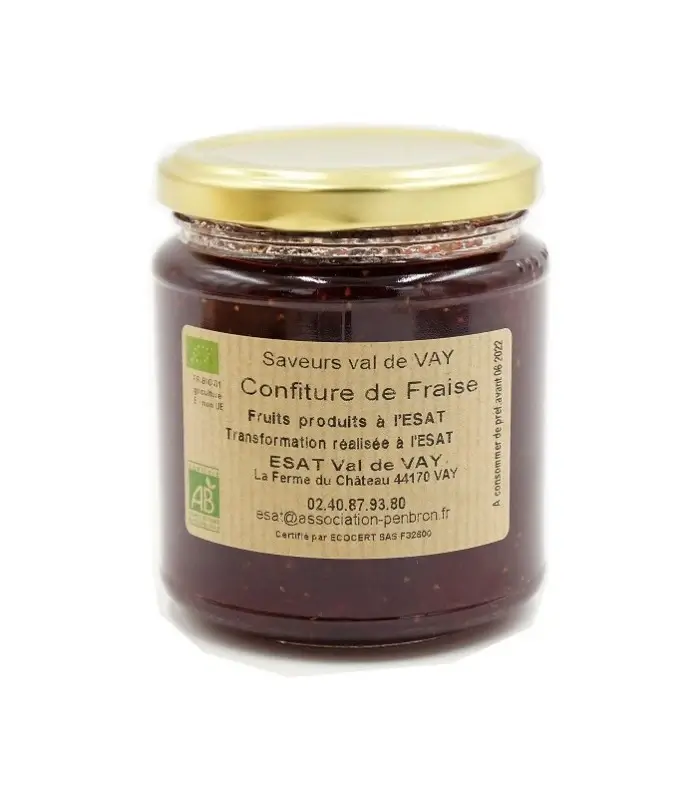 Saveurs val de VAY
Confiture de Fraise
Fruits produits à l'ESAT
Transformation réalisée à l'ESAT
ESAT Val de VAY
La Ferme du Château 44170 VAY
02.40.87.93.80
esat@association-penbron.fr
Certifié par ECOCERT SAS F32600
A consommer de pref avant 06 2022
AB